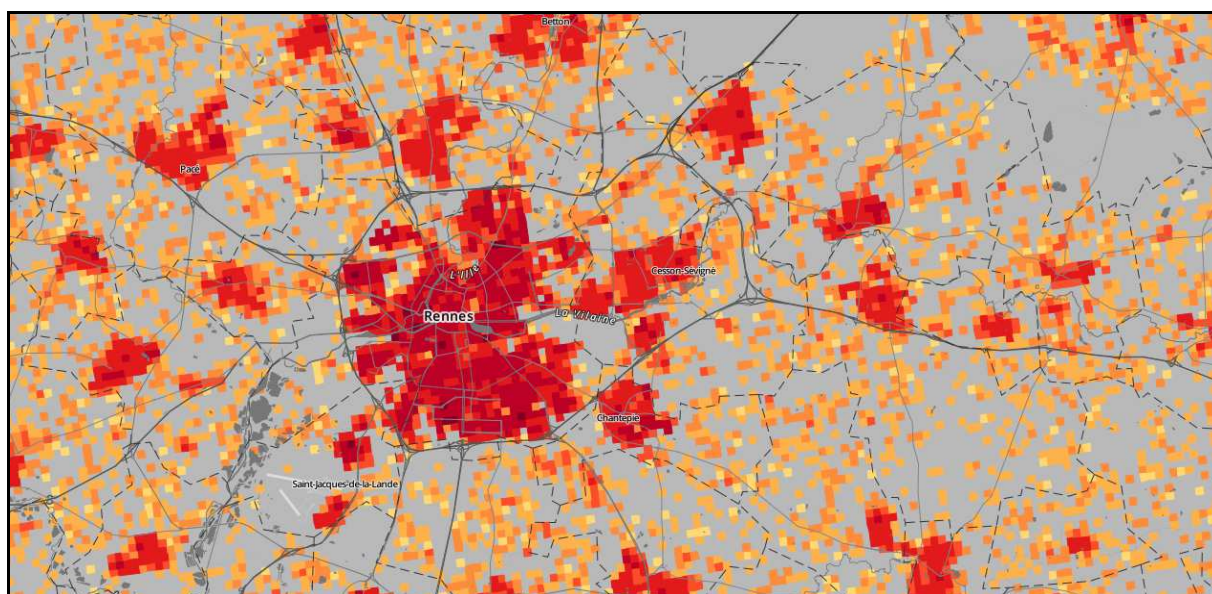 Betton
Pacé
L'Ille
Cesson-Sévigné
Rennes
La Vilaine
Chantepie
Saint-Jacques-de-la-Lande